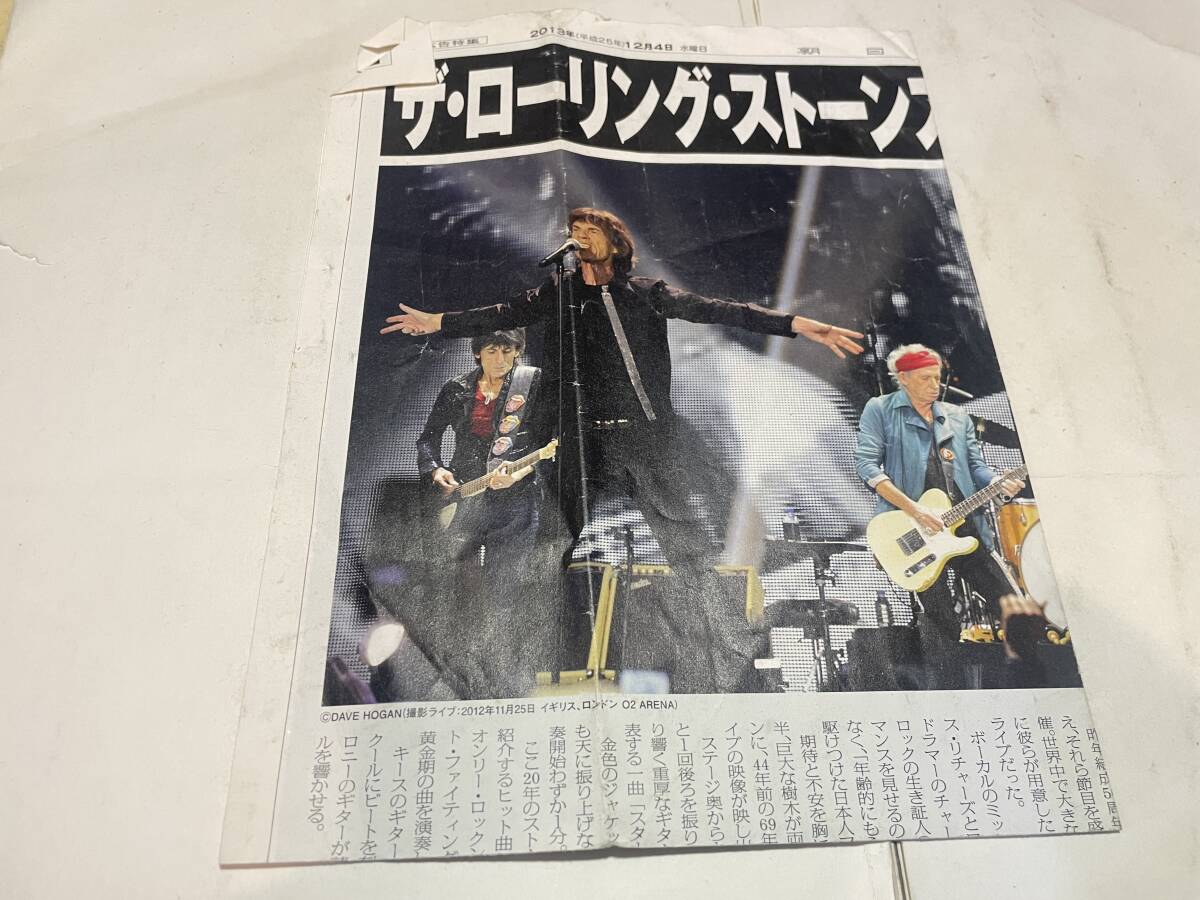 広告特集
2013年(平成25年)12月4日 水曜日
朝日
ザ・ローリング・ストーンズ
©DAVE HOGAN(撮影ライブ:2012年11月25日 イギリス、ロンドン O2 ARENA)
昨年結成5
周年
え、それら節目を盛
催。世界中で大きな
に彼らが用意した
ライブだった。
ボーカルのミッ
ス・リチャーズとロ
ドラマーのチャー
ロックの生き証人
マンスを見せるの
なく、「年齢的にも
駆けつけた日本人フ
期待と不安を胸に
半、巨大な樹木が両
ンに、44年前の69年
イブの映像が映し出
ステージ奥から
と1回後ろを振り
り響く重厚なギタ
表する一曲「スター
金色のジャケッ
も天に振り上げな
奏開始わずか1分。
ここ20年のスト
紹介するヒット曲
オンリー・ロックン
ト・ファイティング
黄金期の曲を演奏
キースのギター
クールにビートを
ロニーのギターが
ルを響かせる。